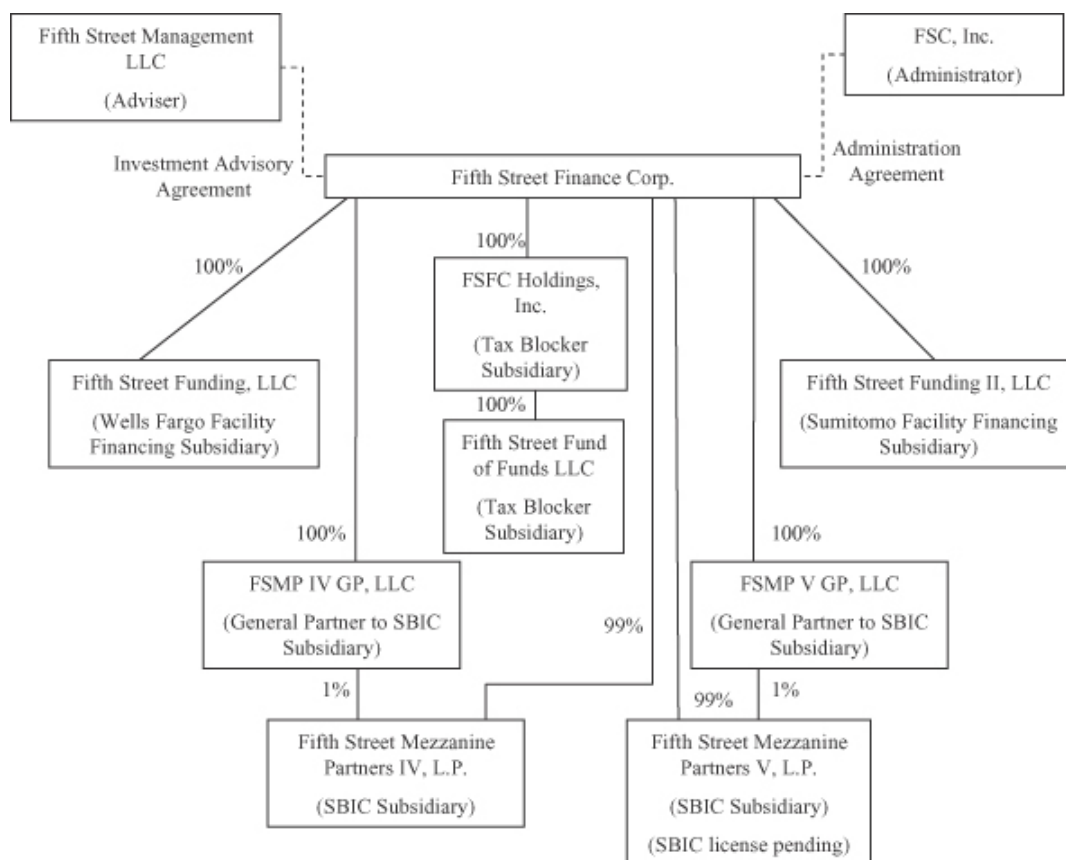 Fifth Street Management
LLC
(Adviser)
FSC, Inc.
(Administrator)
Investment Advisory
Agreement
Administration
Agreement
Fifth Street Finance Corp.
100%
100%
100%
FSFC Holdings,
Inc.
(Tax Blocker
Subsidiary)
Fifth Street Funding, LLC
(Wells Fargo Facility
Financing Subsidiary)
Fifth Street Funding II, LLC
(Sumitomo Facility Financing
Subsidiary)
100%
Fifth Street Fund
of Funds LLC
(Tax Blocker
Subsidiary)
100%
100%
FSMP IV GP, LLC
(General Partner to SBIC
Subsidiary)
99%
FSMP V GP, LLC
(General Partner to SBIC
Subsidiary)
1%
99%
1%
Fifth Street Mezzanine
Partners IV, L.P.
(SBIC Subsidiary)
Fifth Street Mezzanine
Partners V, L.P.
(SBIC Subsidiary)
(SBIC license pending)